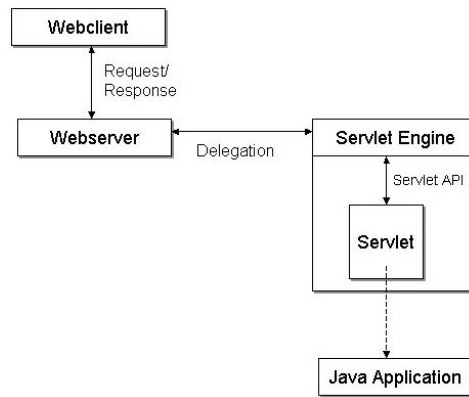 Webclient
Request/
Response
Webserver
Delegation
Servlet Engine
Servlet API
Servlet
Java Application